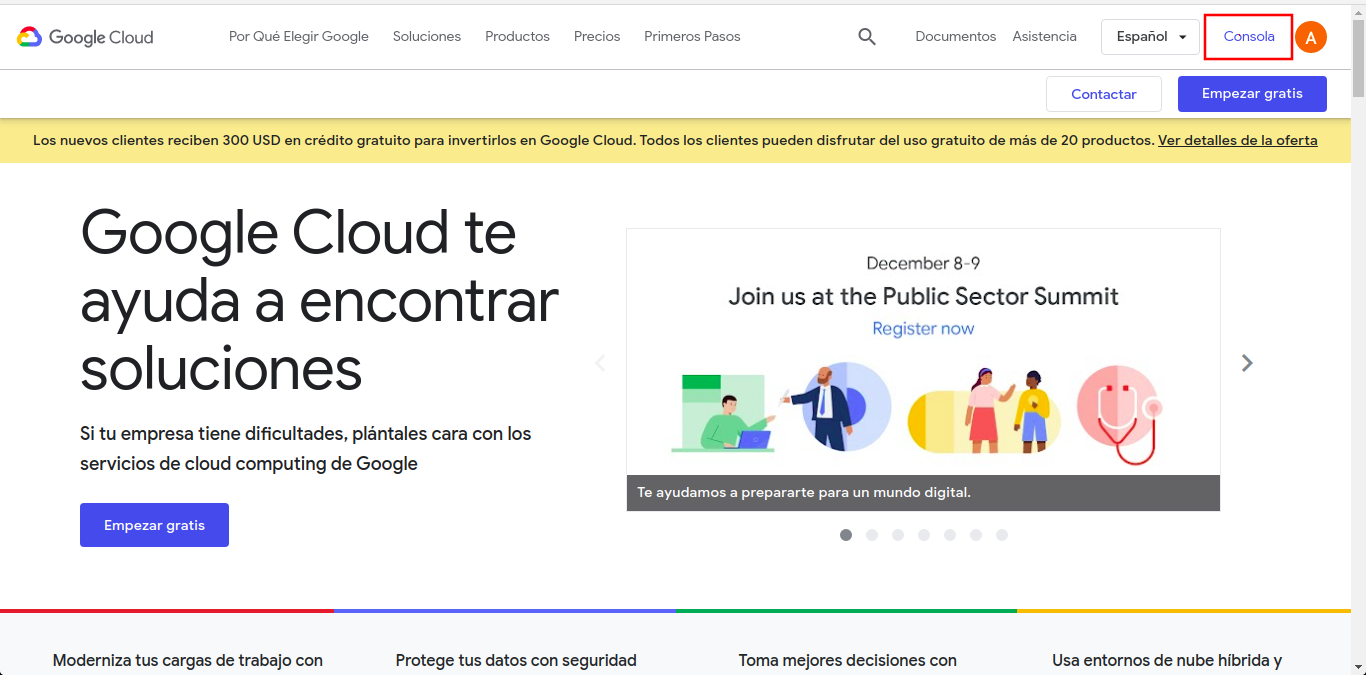 Google Cloud
Por Qué Elegir Google
Soluciones
Productos
Precios
Primeros Pasos
Documentos
Asistencia
Español
Consola
A
Contactar
Empezar gratis
Los nuevos clientes reciben 300 USD en crédito gratuito para invertirlos en Google Cloud. Todos los clientes pueden disfrutar del uso gratuito de más de 20 productos. Ver detalles de la oferta
Google Cloud te
ayuda a encontrar
soluciones
Si tu empresa tiene dificultades, plántales cara con los
servicios de cloud computing de Google
Empezar gratis
December 8-9
Join us at the Public Sector Summit
Register now
Te ayudamos a prepararte para un mundo digital.
Moderniza tus cargas de trabajo con
Protege tus datos con seguridad
Toma mejores decisiones con
Usa entornos de nube híbrida y